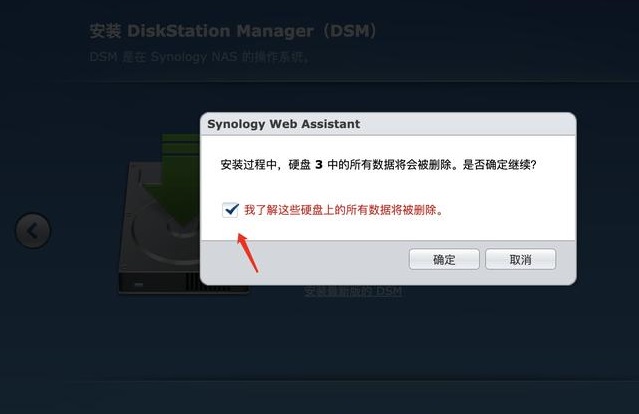 安装 DiskStation Manager（DSM）
DSM 是在 Synology NAS 的操作系统。
Synology Web Assistant
安装过程中，硬盘 3 中的所有数据将会被删除。是否确定继续？
我了解这些硬盘上的所有数据将被删除。
确定 取消
安装最新版的 DSM